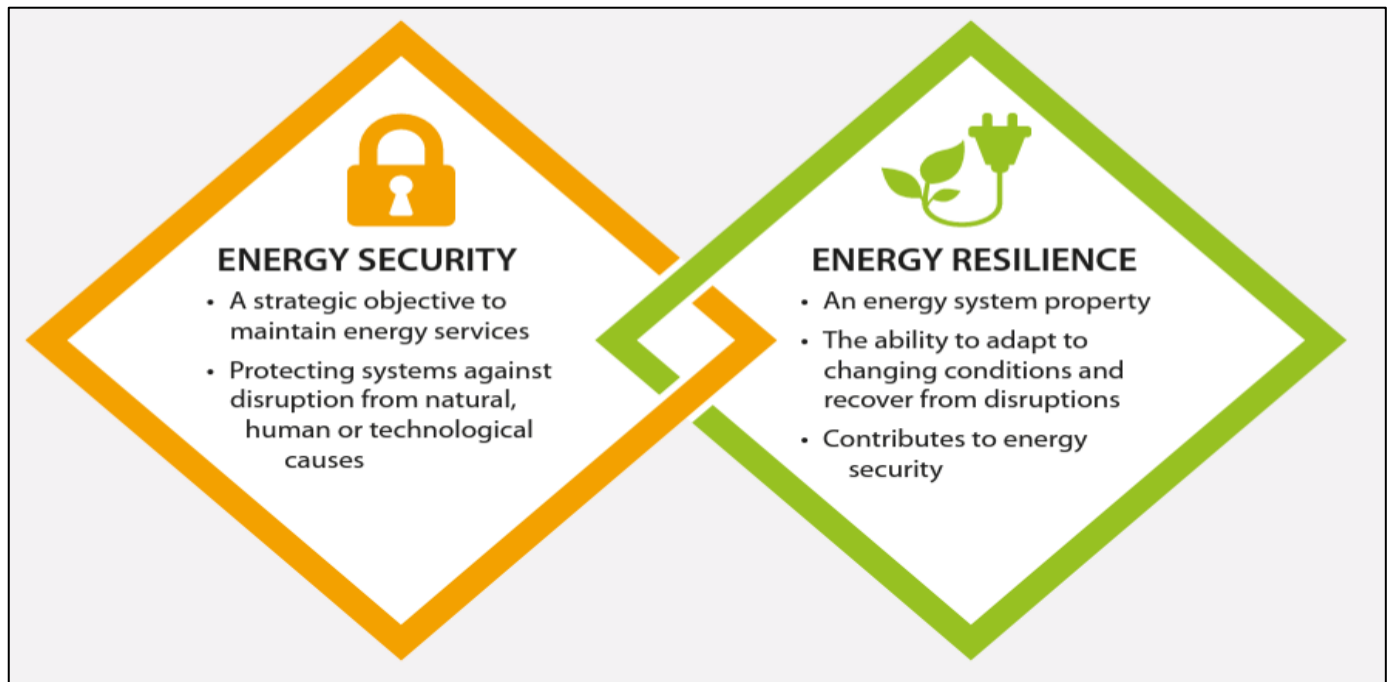 ENERGY SECURITY
• A strategic objective to
maintain energy services
• Protecting systems against
disruption from natural,
human or technological
causes
ENERGY RESILIENCE
• An energy system property
• The ability to adapt to
changing conditions and
recover from disruptions
• Contributes to energy
security